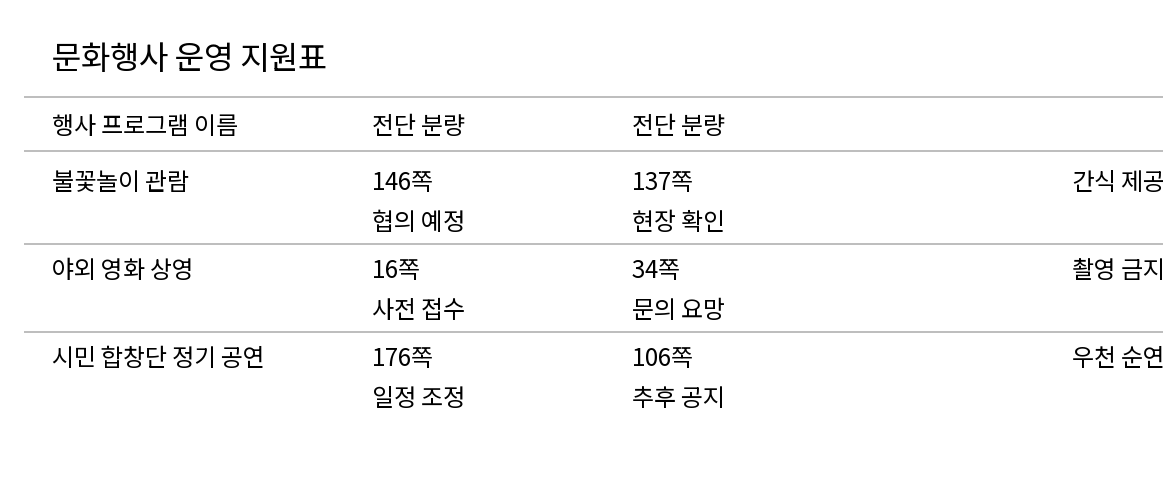 문화행사 운영 지원표
행사 프로그램 이름 전단 분량 전단 분량
불꽃놀이 관람 146쪽 137쪽 간식 제공
협의 예정 현장 확인
야외 영화 상영 16쪽 34쪽 촬영 금지
사전 접수 문의 요망
시민 합창단 정기 공연 176쪽 106쪽 우천 순연
일정 조정 추후 공지